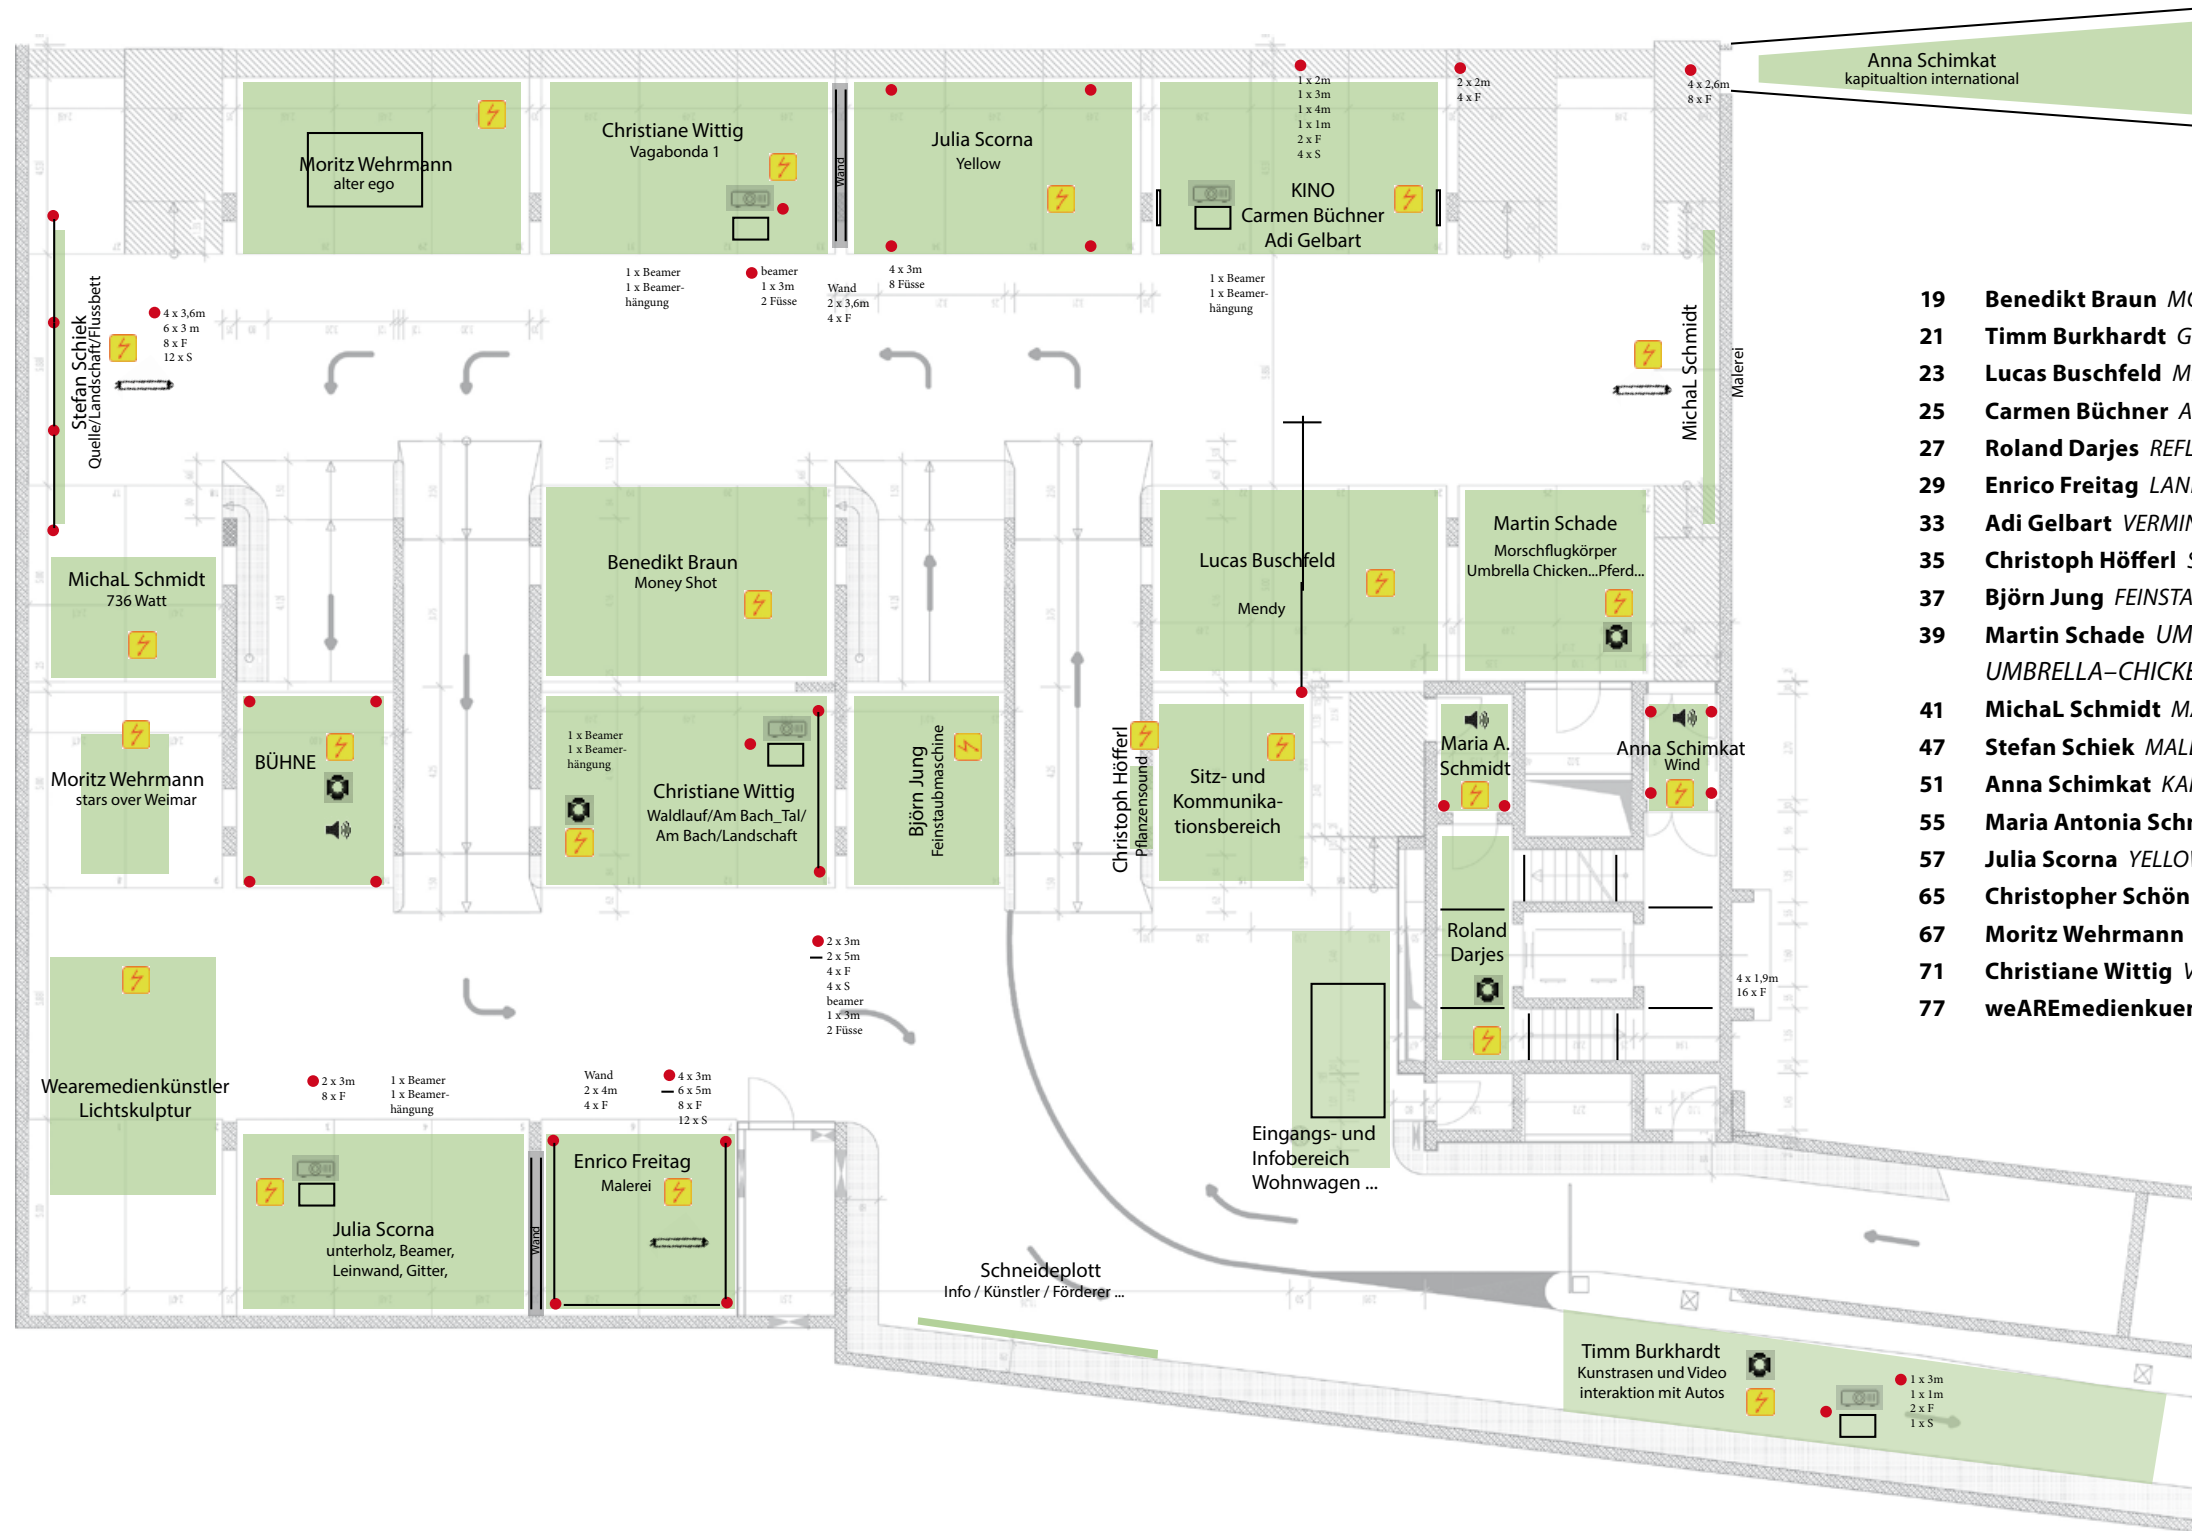 Anna Schimkat
kapitualtion international
1 x 2m
1 x 3m
1 x 4m
1 x 1m
2 x F
4 x S
2 x 2m
4 x F
4 x 2,6m
8 x F
Moritz Wehrmann
alter ego
Christiane Wittig
Vagabonda 1
Wand
Julia Scorna
Yellow
KINO
Carmen Büchner
Adi Gelbart
1 x Beamer
1 x Beamer-
hängung
beamer
1 x 3m
2 Füsse
Wand
2 x 3,6m
4 x F
4 x 3m
8 Füsse
1 x Beamer
1 x Beamer-
hängung
Stefan Schiek
Quelle/Landschaft/Flussbett
4 x 3,6m
6 x 3 m
8 x F
12 x S
MichaL Schmidt
Malerei
MichaL Schmidt
736 Watt
Benedikt Braun
Money Shot
Lucas Buschfeld
Mendy
Martin Schade
Morschflugkörper
Umbrella Chicken...Pferd...
Moritz Wehrmann
stars over Weimar
BÜHNE
1 x Beamer
1 x Beamer-
hängung
Christiane Wittig
Waldlauf/Am Bach_Tal/
Am Bach/Landschaft
Björn Jung
Feinstaubmaschine
Christoph Höfferl
Pflanzensound
Sitz- und
Kommunika-
tionsbereich
Maria A.
Schmidt
Anna Schimkat
Wind
Roland
Darjes
4 x 1,9m
16 x F
2 x 3m
2 x 5m
4 x F
4 x S
beamer
1 x 3m
2 Füsse
Wearemedienkünstler
Lichtskulptur
2 x 3m
8 x F
1 x Beamer
1 x Beamer-
hängung
Wand
2 x 4m
4 x F
4 x 3m
6 x 5m
8 x F
12 x S
Julia Scorna
unterholz, Beamer,
Leinwand, Gitter,
Wand
Enrico Freitag
Malerei
Eingangs- und
Infobereich
Wohnwagen ...
Schneideplott
Info / Künstler / Förderer ...
Timm Burkhardt
Kunstrasen und Video
interaktion mit Autos
1 x 3m
1 x 1m
2 x F
1 x S
19 Benedikt Braun
21 Timm Burkhardt
23 Lucas Buschfeld
25 Carmen Büchner
27 Roland Darjes
29 Enrico Freitag
33 Adi Gelbart
35 Christoph Höfferl
37 Björn Jung
39 Martin Schade
41 MichaL Schmidt
47 Stefan Schiek
51 Anna Schimkat
55 Maria Antonia
57 Julia Scorna
65 Christopher Schön
67 Moritz Wehrmann
71 Christiane Wittig
77